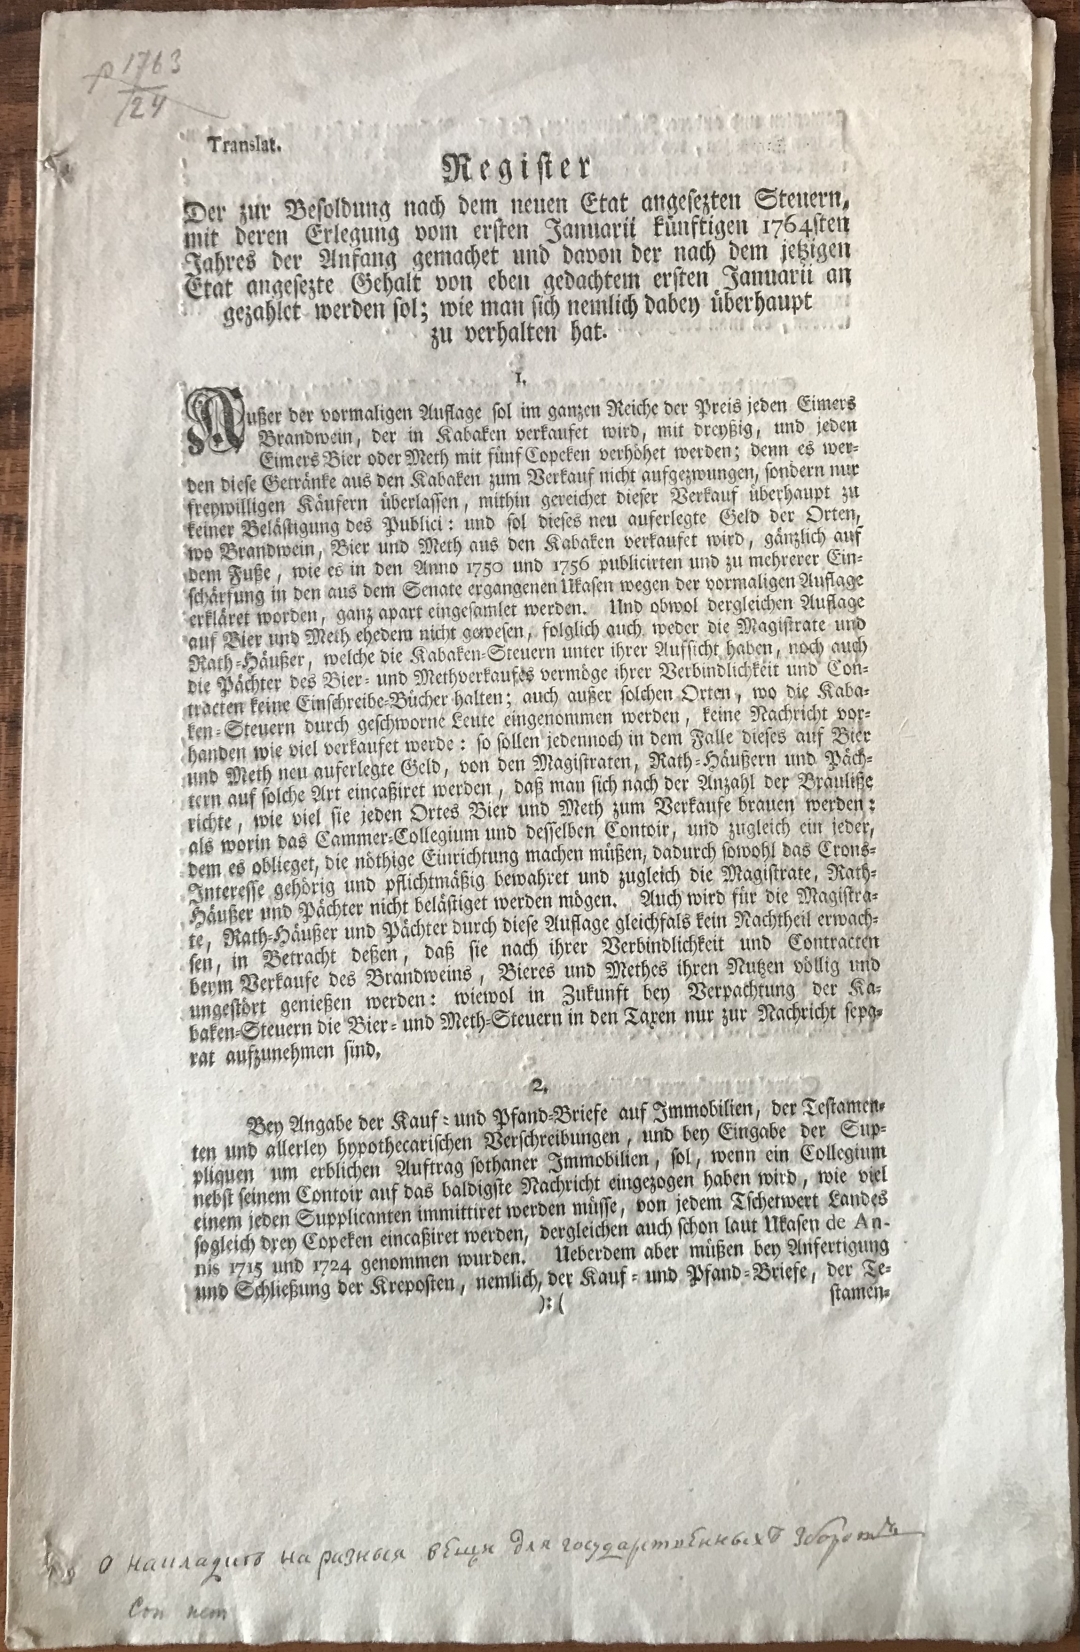 1763
24
Translat.
Register
Der zur Besoldung nach dem neuen Etat angesezten Steuern,
mit deren Erlegung vom ersten Januarii künftigen 1764sten
Jahres der Anfang gemachet und davon der nach dem jetzigen
Etat angesezte Gehalt von eben gedachtem ersten Januarii an
gezahlet werden sol; wie man sich nemlich dabey überhaupt
zu verhalten hat.
1.
Außer der vormaligen Auflage sol im ganzen Reiche der Preis jeden Eimers
Brandwein, der in Kabaken verkaufet wird, mit dreyßig, und jeden
Eimers Bier oder Meth mit fünf Copeken verhöhet werden; denn es wer-
den diese Getränke aus den Kabaken zum Verkauf nicht aufgezwungen, sondern nur
freywilligen Käufern überlassen, mithin gereichet dieser Verkauf überhaupt zu
keiner Belästigung des Publici: und sol dieses neu auferlegte Geld der Orten,
wo Brandwein, Bier und Meth aus den Kabaken verkaufet wird, gänzlich auf
dem Fuße, wie es in den Anno 1750 und 1756 publicirten und zu mehrerer Ein-
schärfung in den aus dem Senate ergangenen Ukasen wegen der vormaligen Auflage
erkläret worden, ganz apart eingesamlet werden. Und obwol dergleichen Auflage
auf Bier und Meth ehedem nicht gewesen, folglich auch weder die Magistrate und
Rath-Häußer, welche die Kabaken-Steuern unter ihrer Aufsicht haben, noch auch
die Pächter des Bier- und Methverkaufes vermöge ihrer Verbindlichkeit und Con-
tracten keine Einschreibe-Bücher halten; auch außer solchen Orten, wo die Kaba-
ken-Steuern durch geschworne Leute eingenommen werden, keine Nachricht vor-
handen wie viel verkaufet werde: so sollen jedennoch in dem Falle dieses auf Bier
und Meth neu auferlegte Geld, von den Magistraten, Rath-Häußern und Päch-
tern auf solche Art eincaßiret werden, daß man sich nach der Anzahl der Brauliße
richte, wie viel sie jeden Ortes Bier und Meth zum Verkaufe brauen werden:
als worin das Cammer-Collegium und desselben Contoir, und zugleich ein jeder,
dem es oblieget, die nöthige Einrichtung machen müßen, dadurch sowohl das Crons-
Interesse gehörig und pflichtmäßig bewahret und zugleich die Magistrate, Rath-
Häußer und Pächter nicht belästiget werden mögen. Auch wird für die Magistra-
te, Rath-Häußer und Pächter durch diese Auflage gleichfals kein Nachtheil erwach-
sen, in Betracht deßen, daß sie nach ihrer Verbindlichkeit und Contracten
beym Verkaufe des Brandweins, Bieres und Methes ihren Nutzen völlig und
ungestört genießen werden: wiewol in Zukunft bey Verpachtung der Ka-
baken-Steuern die Bier- und Meth-Steuern in den Taxen nur zur Nachricht sepa-
rat aufzunehmen sind.
2.
Bey Angabe der Kauf- und Pfand-Briefe auf Immobilien, der Testamen-
ten und allerley hypothecarischen Verschreibungen, und bey Eingabe der Sup-
pliquen um erblichen Auftrag sothaner Immobilien, sol, wenn ein Collegium
nebst seinem Contoir auf das baldigste Nachricht eingezogen haben wird, wie viel
einem jeden Supplicanten immittiret werden müsse, von jedem Tschetwert Landes
sogleich drey Copeken eincaßiret werden, dergleichen auch schon laut Ukasen de An-
nis 1715 und 1724 genommen wurden. Ueberdem aber müßen bey Anfertigung
und Schließung der Kreposten, nemlich, der Kauf- und Pfand-Briefe, der Te-
):(
stamen-
О накладить на разныя вещи для государственныхъ
нет